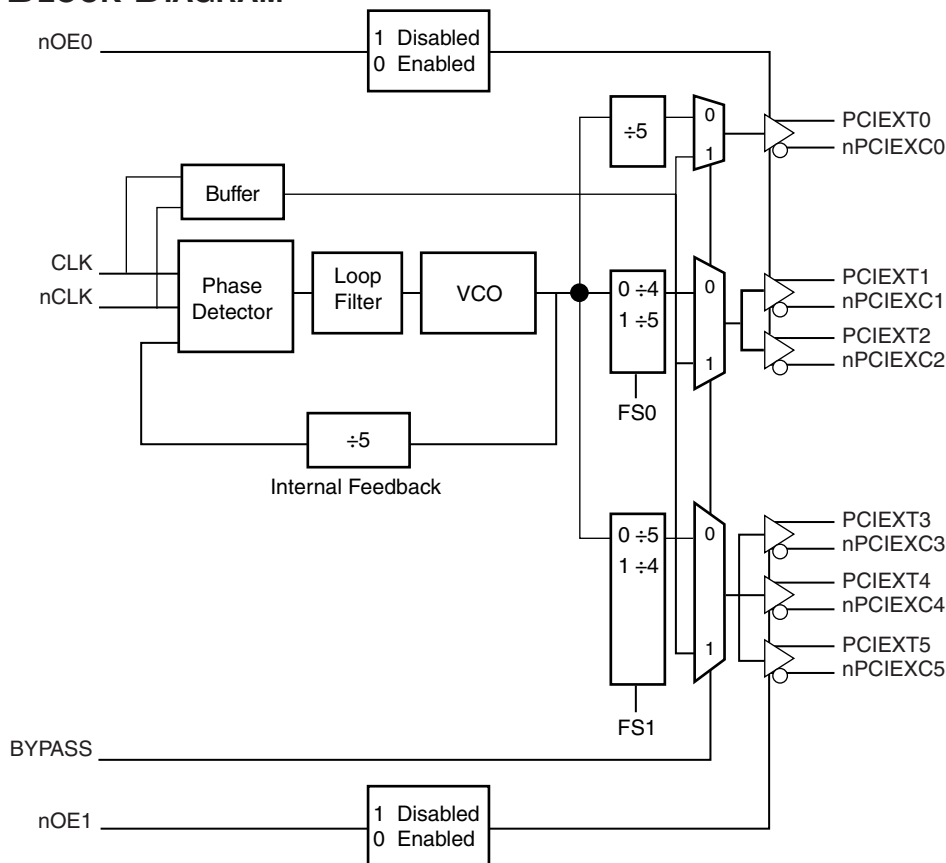 BLOCK DIAGRAM
nOE0
1 Disabled
0 Enabled
÷5
0
1
PCIEXT0
nPCIEXC0
Buffer
CLK
nCLK
Phase
Detector
Loop
Filter
VCO
0 ÷4
1 ÷5
FS0
0
1
PCIEXT1
nPCIEXC1
PCIEXT2
nPCIEXC2
÷5
Internal Feedback
0 ÷5
1 ÷4
FS1
0
1
PCIEXT3
nPCIEXC3
PCIEXT4
nPCIEXC4
PCIEXT5
nPCIEXC5
BYPASS
nOE1
1 Disabled
0 Enabled